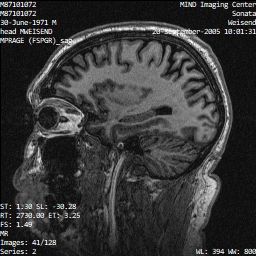 M87101072
M87101072
30-June-1971 M
head MWEISEND
MPRAGE (FSPGR)_sag
MIND Imaging Center
Sonata
Weisend
20-September-2005 10:01:31
ST: 1.30 SL: -30.28
RT: 2730.00 ET: 3.25
FS: 1.49
MR
Images: 41/128
Series: 2
WL: 394 WW: 800